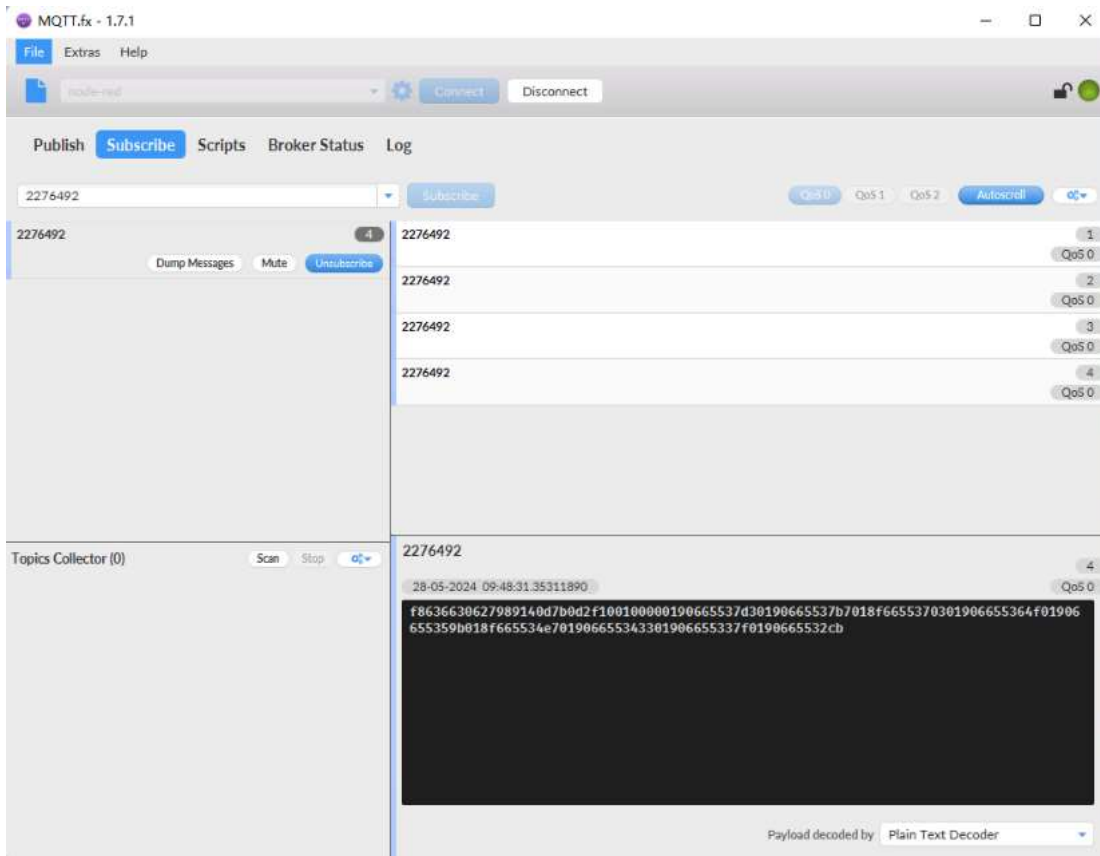 MQTT.fx - 1.7.1
File Extras Help
node-red Connect Disconnect
Publish Subscribe Scripts Broker Status Log
2276492 Subscribe QoS 0 QoS 1 QoS 2 Autoscroll
2276492 4
Dump Messages Mute Unsubscribe
2276492 1
QoS 0
2276492 2
QoS 0
2276492 3
QoS 0
2276492 4
QoS 0
Topics Collector (0) Scan Stop
2276492 4
28-05-2024 09:48:31.35311890 QoS 0
f8636630627989140d7b0d2f100100000190665537d30190665537b7018f6655370301906655364f01906
655359b018f665534e7019066553433019066553​37f0190665532cb
Payload decoded by Plain Text Decoder